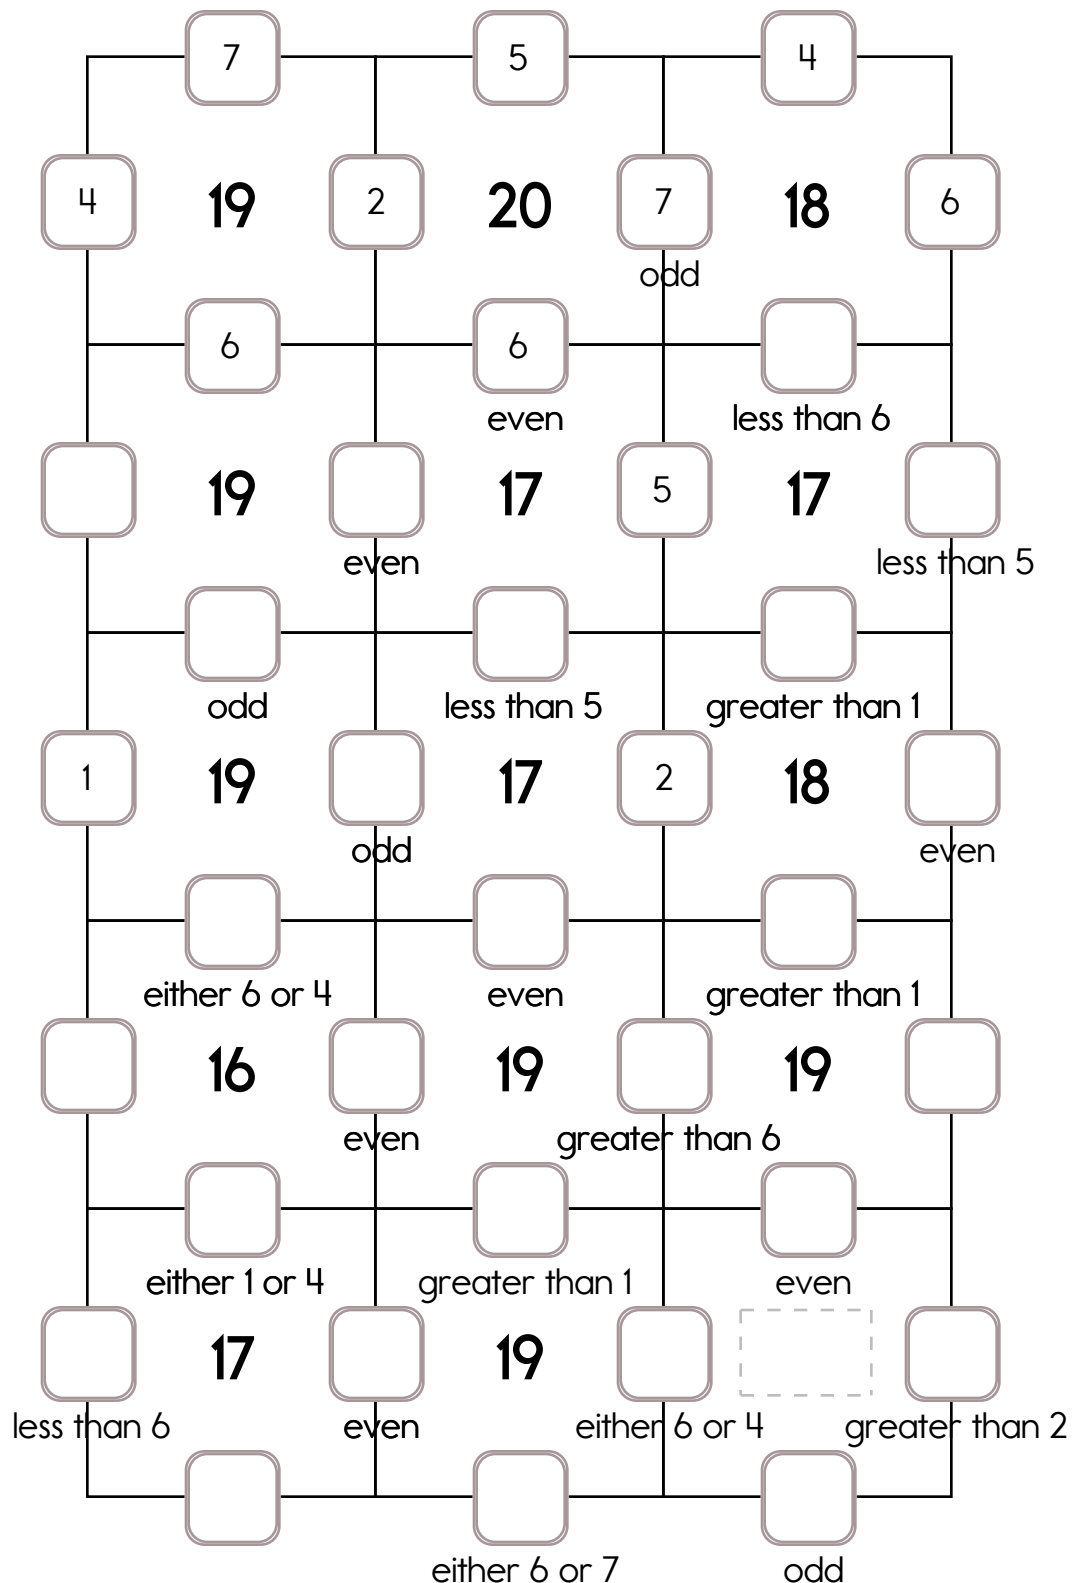 7 5 4
4 19 2 20 7 18 6
odd
6 6
even less than 6
19 17 5 17
even less than 5
odd less than 5 greater than 1
1 19 17 2 18
odd even
either 6 or 4 even greater than 1
16 19 19
even greater than 6
either 1 or 4 greater than 1 even
17 19
less than 6 even either 6 or 4 greater than 2
either 6 or 7 odd